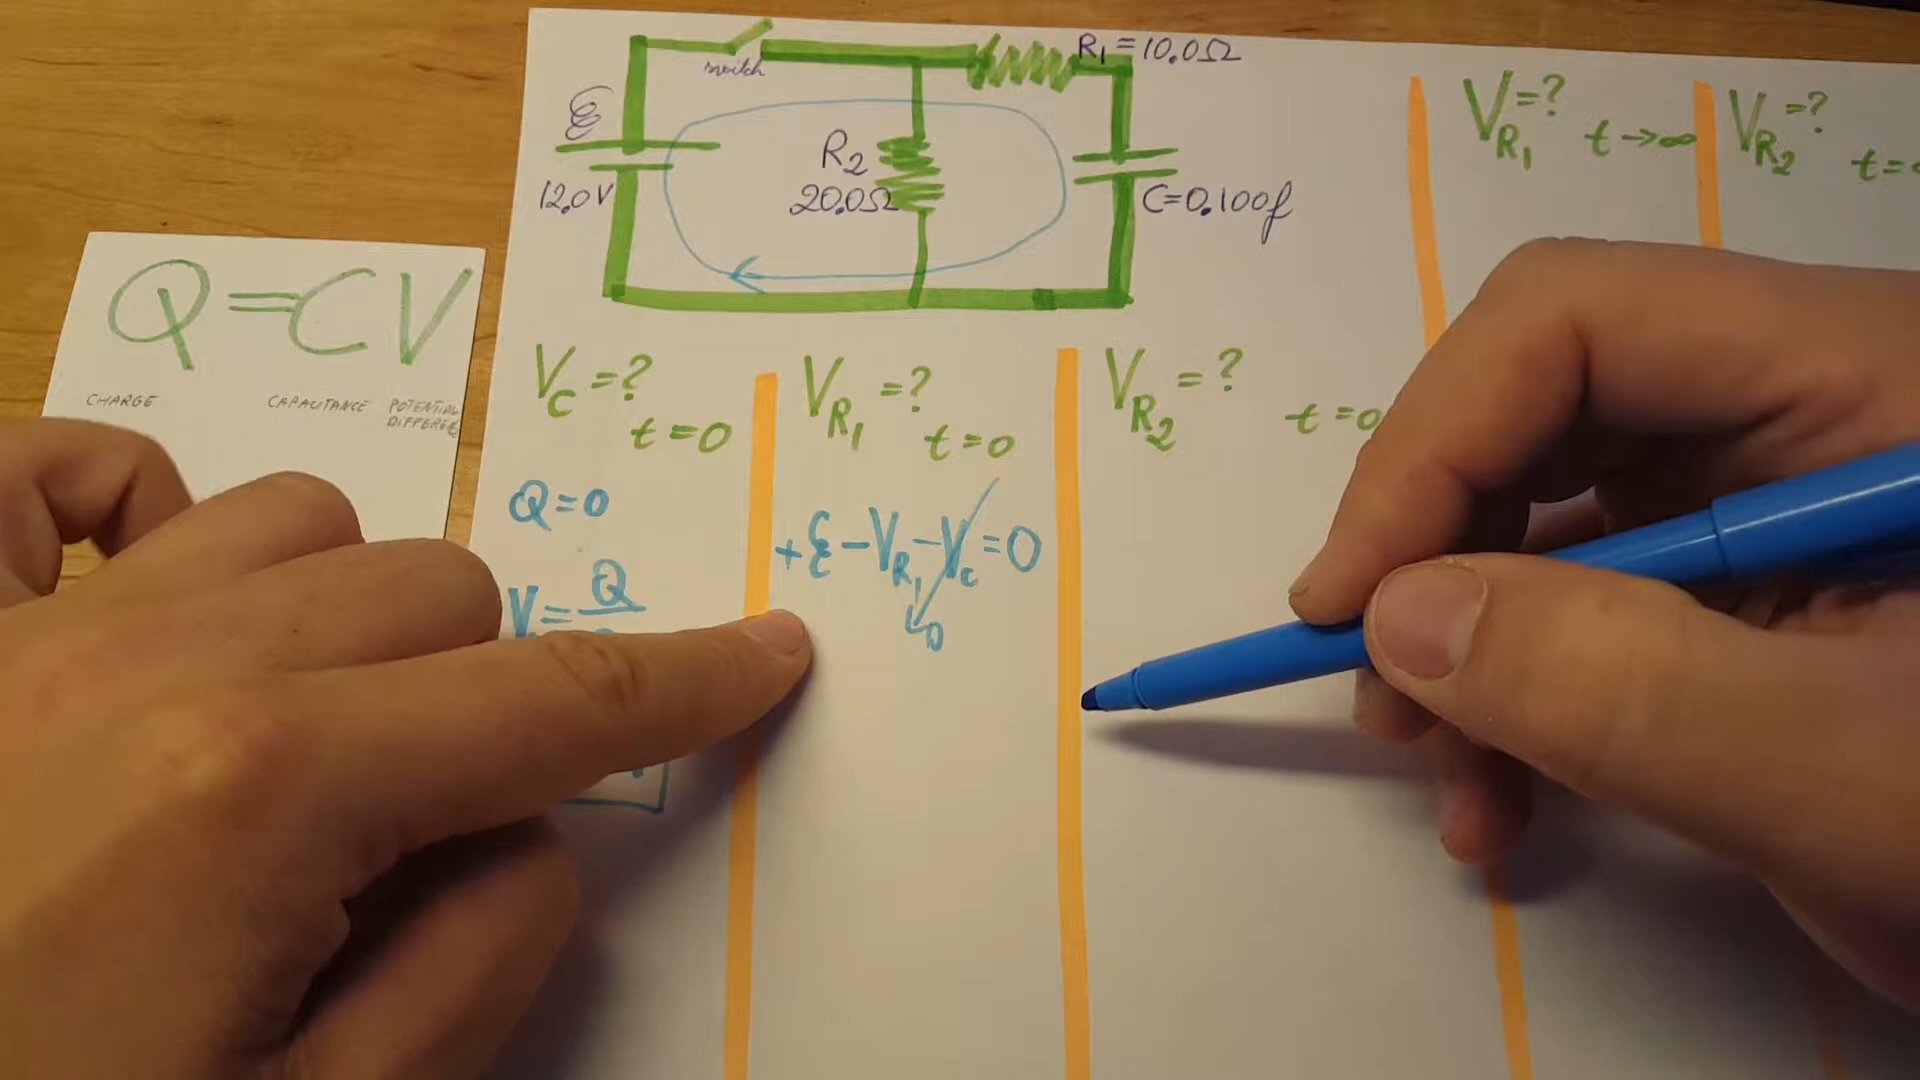 switch
R₁ = 10.0Ω
ℰ
12.0V
R₂
20.0Ω
C=0.100f
Q = CV
CHARGE
CAPACITANCE
POTENTIAL
V_C = ?
t = 0
V_R₁ = ?
t = 0
V_R₂ = ?
t = 0
V_R₁ = ?
t → ∞
V_R₂ = ?
Q = 0
+ℰ - V_R₁ - V_C = 0
0